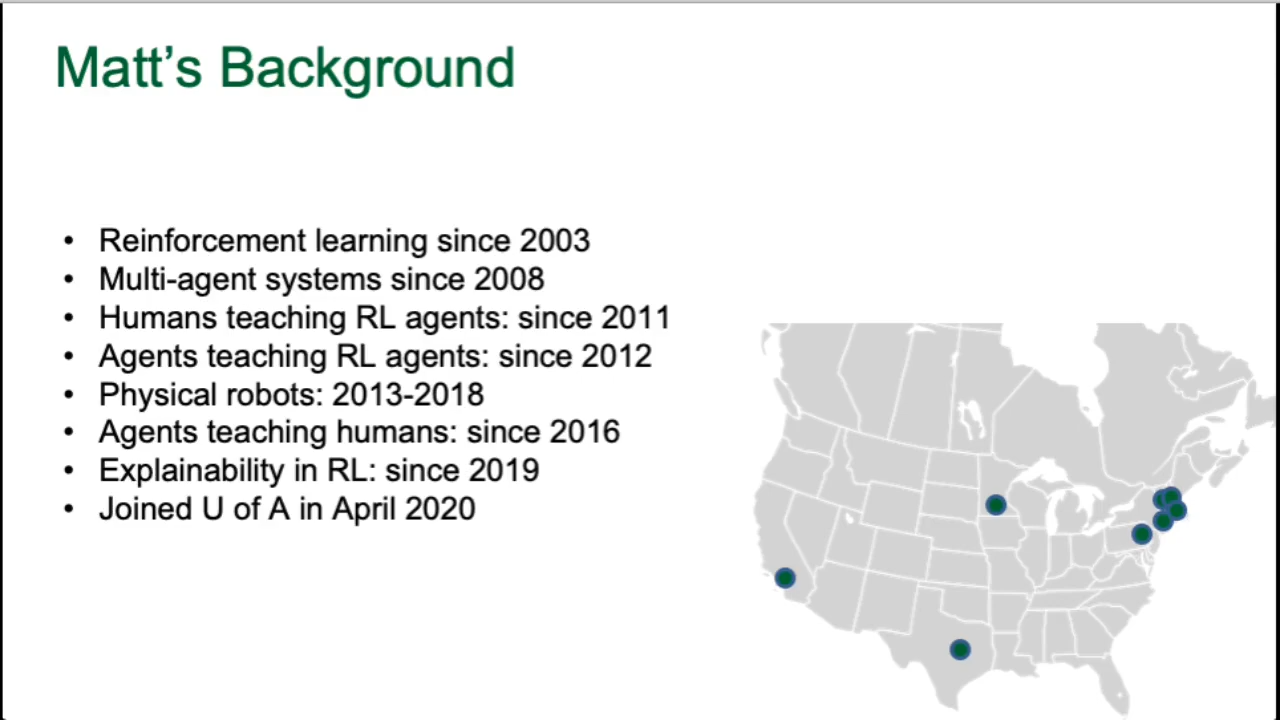 Matt’s Background
• Reinforcement learning since 2003
• Multi-agent systems since 2008
• Humans teaching RL agents: since 2011
• Agents teaching RL agents: since 2012
• Physical robots: 2013-2018
• Agents teaching humans: since 2016
• Explainability in RL: since 2019
• Joined U of A in April 2020